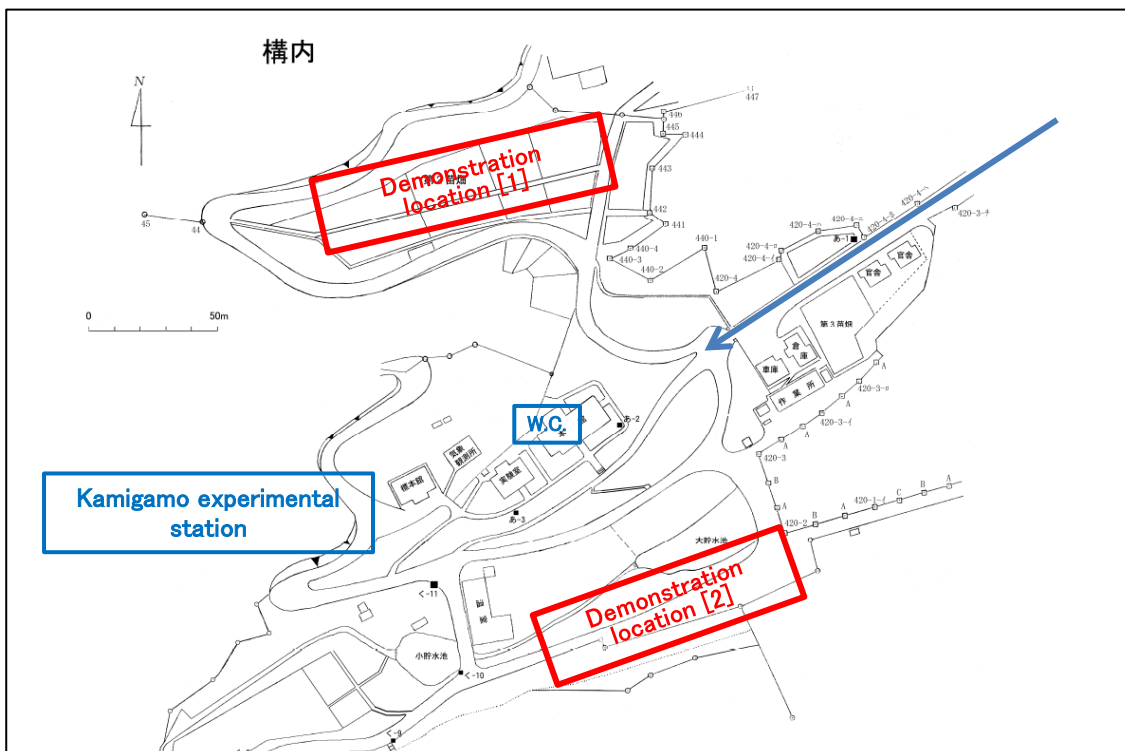 構内
N
447
446
445
444
443
442
441
Demonstration
location [1]
45
44
440-4
440-3
440-2
440-1
420-4
420-4-イ
420-4-ロ
420-4-ハ
420-4-ニ
420-4-ホ
420-4-ヘ
420-3-チ
あ-1
官舎
官舎
第3苗畑
0
50m
倉庫
車庫
作業所
A
420-3-ロ
A
420-3-イ
A
A
420-3
W.C.
あ-2
気象
観測所
標本館
実験室
あ-3
Kamigamo experimental
station
B
A
420-2
B
A
420-1-イ
C
B
A
大貯水池
Demonstration
location [2]
く-11
小貯水池
く-10
く-9